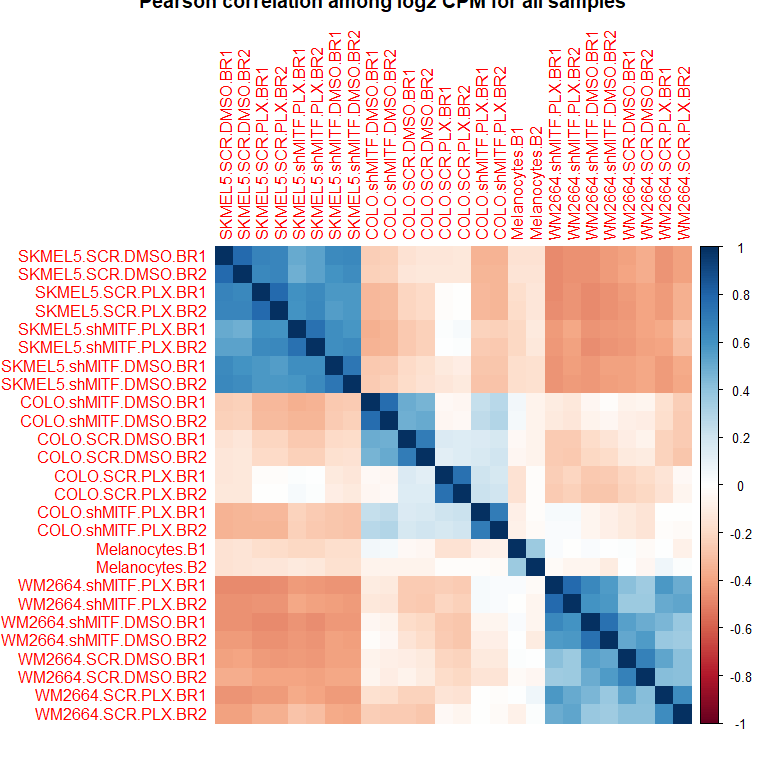 Pearson correlation among log2 CPM for all samples
SKMEL5.SCR.DMSO.BR1
SKMEL5.SCR.DMSO.BR2
SKMEL5.SCR.PLX.BR1
SKMEL5.SCR.PLX.BR2
SKMEL5.shMITF.PLX.BR1
SKMEL5.shMITF.PLX.BR2
SKMEL5.shMITF.DMSO.BR1
SKMEL5.shMITF.DMSO.BR2
COLO.shMITF.DMSO.BR1
COLO.shMITF.DMSO.BR2
COLO.SCR.DMSO.BR1
COLO.SCR.DMSO.BR2
COLO.SCR.PLX.BR1
COLO.SCR.PLX.BR2
COLO.shMITF.PLX.BR1
COLO.shMITF.PLX.BR2
Melanocytes.B1
Melanocytes.B2
WM2664.shMITF.PLX.BR1
WM2664.shMITF.PLX.BR2
WM2664.shMITF.DMSO.BR1
WM2664.shMITF.DMSO.BR2
WM2664.SCR.DMSO.BR1
WM2664.SCR.DMSO.BR2
WM2664.SCR.PLX.BR1
WM2664.SCR.PLX.BR2
SKMEL5.SCR.DMSO.BR1
SKMEL5.SCR.DMSO.BR2
SKMEL5.SCR.PLX.BR1
SKMEL5.SCR.PLX.BR2
SKMEL5.shMITF.PLX.BR1
SKMEL5.shMITF.PLX.BR2
SKMEL5.shMITF.DMSO.BR1
SKMEL5.shMITF.DMSO.BR2
COLO.shMITF.DMSO.BR1
COLO.shMITF.DMSO.BR2
COLO.SCR.DMSO.BR1
COLO.SCR.DMSO.BR2
COLO.SCR.PLX.BR1
COLO.SCR.PLX.BR2
COLO.shMITF.PLX.BR1
COLO.shMITF.PLX.BR2
Melanocytes.B1
Melanocytes.B2
WM2664.shMITF.PLX.BR1
WM2664.shMITF.PLX.BR2
WM2664.shMITF.DMSO.BR1
WM2664.shMITF.DMSO.BR2
WM2664.SCR.DMSO.BR1
WM2664.SCR.DMSO.BR2
WM2664.SCR.PLX.BR1
WM2664.SCR.PLX.BR2
1
0.8
0.6
0.4
0.2
0
-0.2
-0.4
-0.6
-0.8
-1